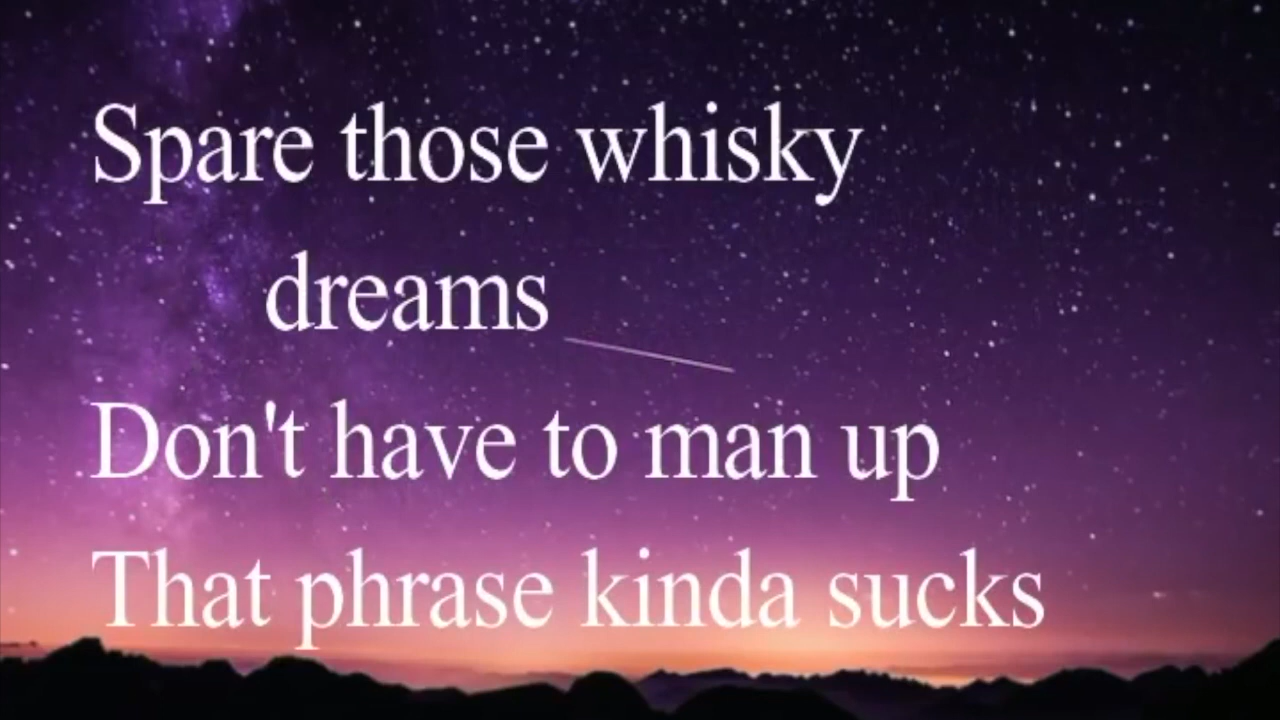 Spare those whisky
dreams
Don't have to man up
That phrase kinda sucks